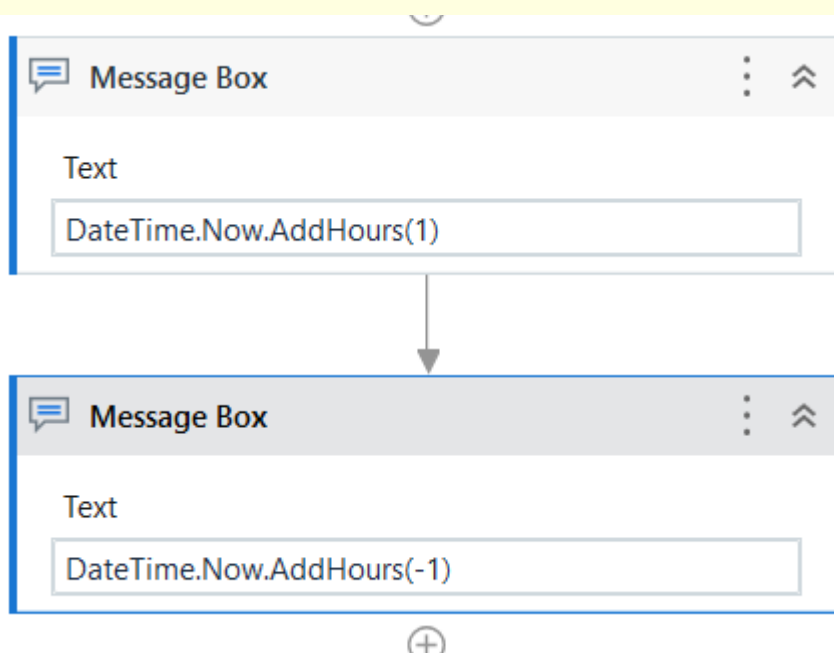 Message Box
Text
DateTime.Now.AddHours(1)
Message Box
Text
DateTime.Now.AddHours(-1)